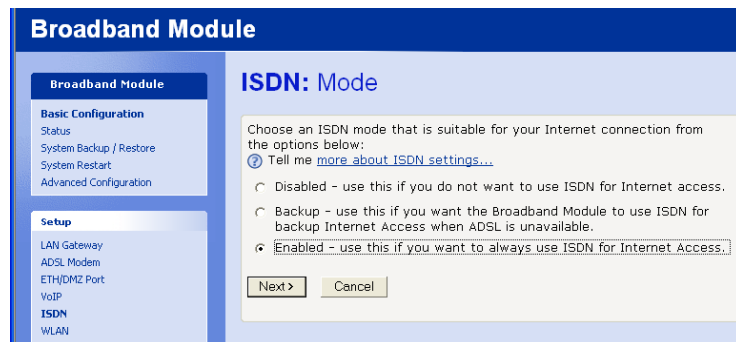 Broadband Module
Broadband Module
Basic Configuration
Status
System Backup / Restore
System Restart
Advanced Configuration
Setup
LAN Gateway
ADSL Modem
ETH/DMZ Port
VoIP
ISDN
WLAN
ISDN: Mode
Choose an ISDN mode that is suitable for your Internet connection from
the options below:
? Tell me more about ISDN settings...
Disabled - use this if you do not want to use ISDN for Internet access.
Backup - use this if you want the Broadband Module to use ISDN for
backup Internet Access when ADSL is unavailable.
Enabled - use this if you want to always use ISDN for Internet Access.
Next> Cancel